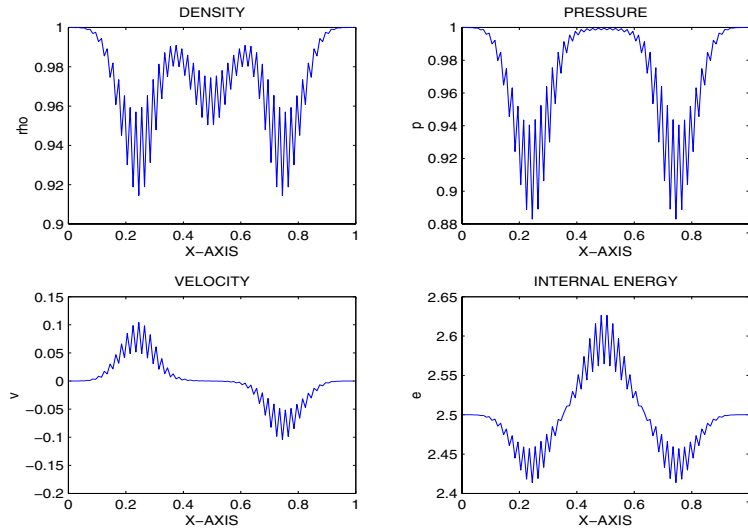 DENSITY
1
0.98
0.96
0.94
0.92
0.9
rho
0 0.2 0.4 0.6 0.8 1
X-AXIS
PRESSURE
1
0.98
0.96
0.94
0.92
0.9
0.88
p
0 0.2 0.4 0.6 0.8 1
X-AXIS
VELOCITY
0.15
0.1
0.05
0
−0.05
−0.1
−0.15
−0.2
v
0 0.2 0.4 0.6 0.8 1
X-AXIS
INTERNAL ENERGY
2.65
2.6
2.55
2.5
2.45
2.4
e
0 0.2 0.4 0.6 0.8 1
X-AXIS